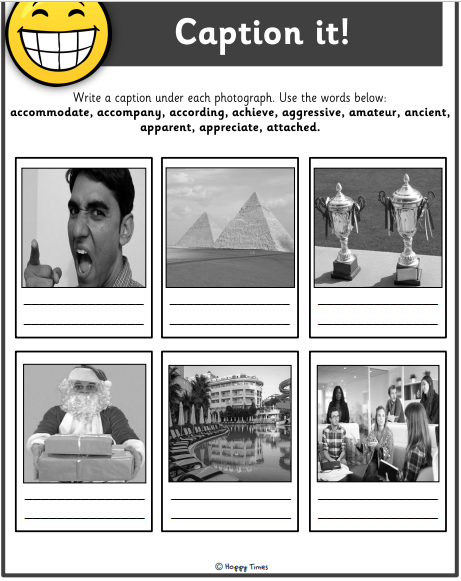 Caption it!
Write a caption under each photograph. Use the words below:
accommodate, accompany, according, achieve, aggressive, amateur, ancient,
apparent, appreciate, attached.
© Happy Times